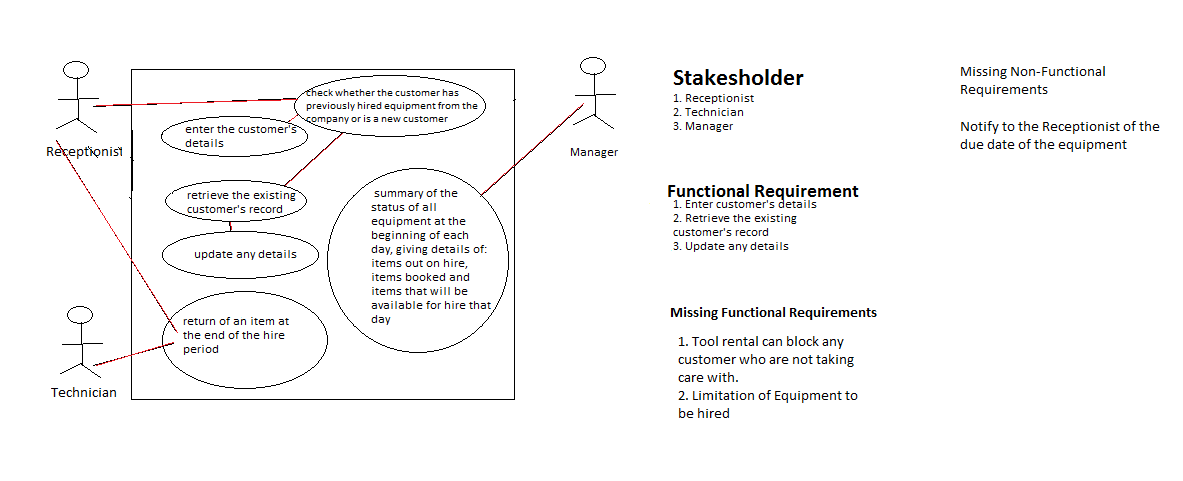 Receptionist
check whether the customer has
previously hired equipment from the
company or is a new customer
enter the customer's
details
retrieve the existing
customer's record
update any details
return of an item at
the end of the hire
period
Technician
summary of the
status of all
equipment at the
beginning of each
day, giving details of:
items out on hire,
items booked and
items that will be
available for hire that
day
Manager
Stakesholder
1. Receptionist
2. Technician
3. Manager
Functional Requirement
1. Enter customer's details
2. Retrieve the existing
customer's record
3. Update any details
Missing Functional Requirements
1. Tool rental can block any
customer who are not taking
care with.
2. Limitation of Equipment to
be hired
Missing Non-Functional
Requirements
Notify to the Receptionist of the
due date of the equipment